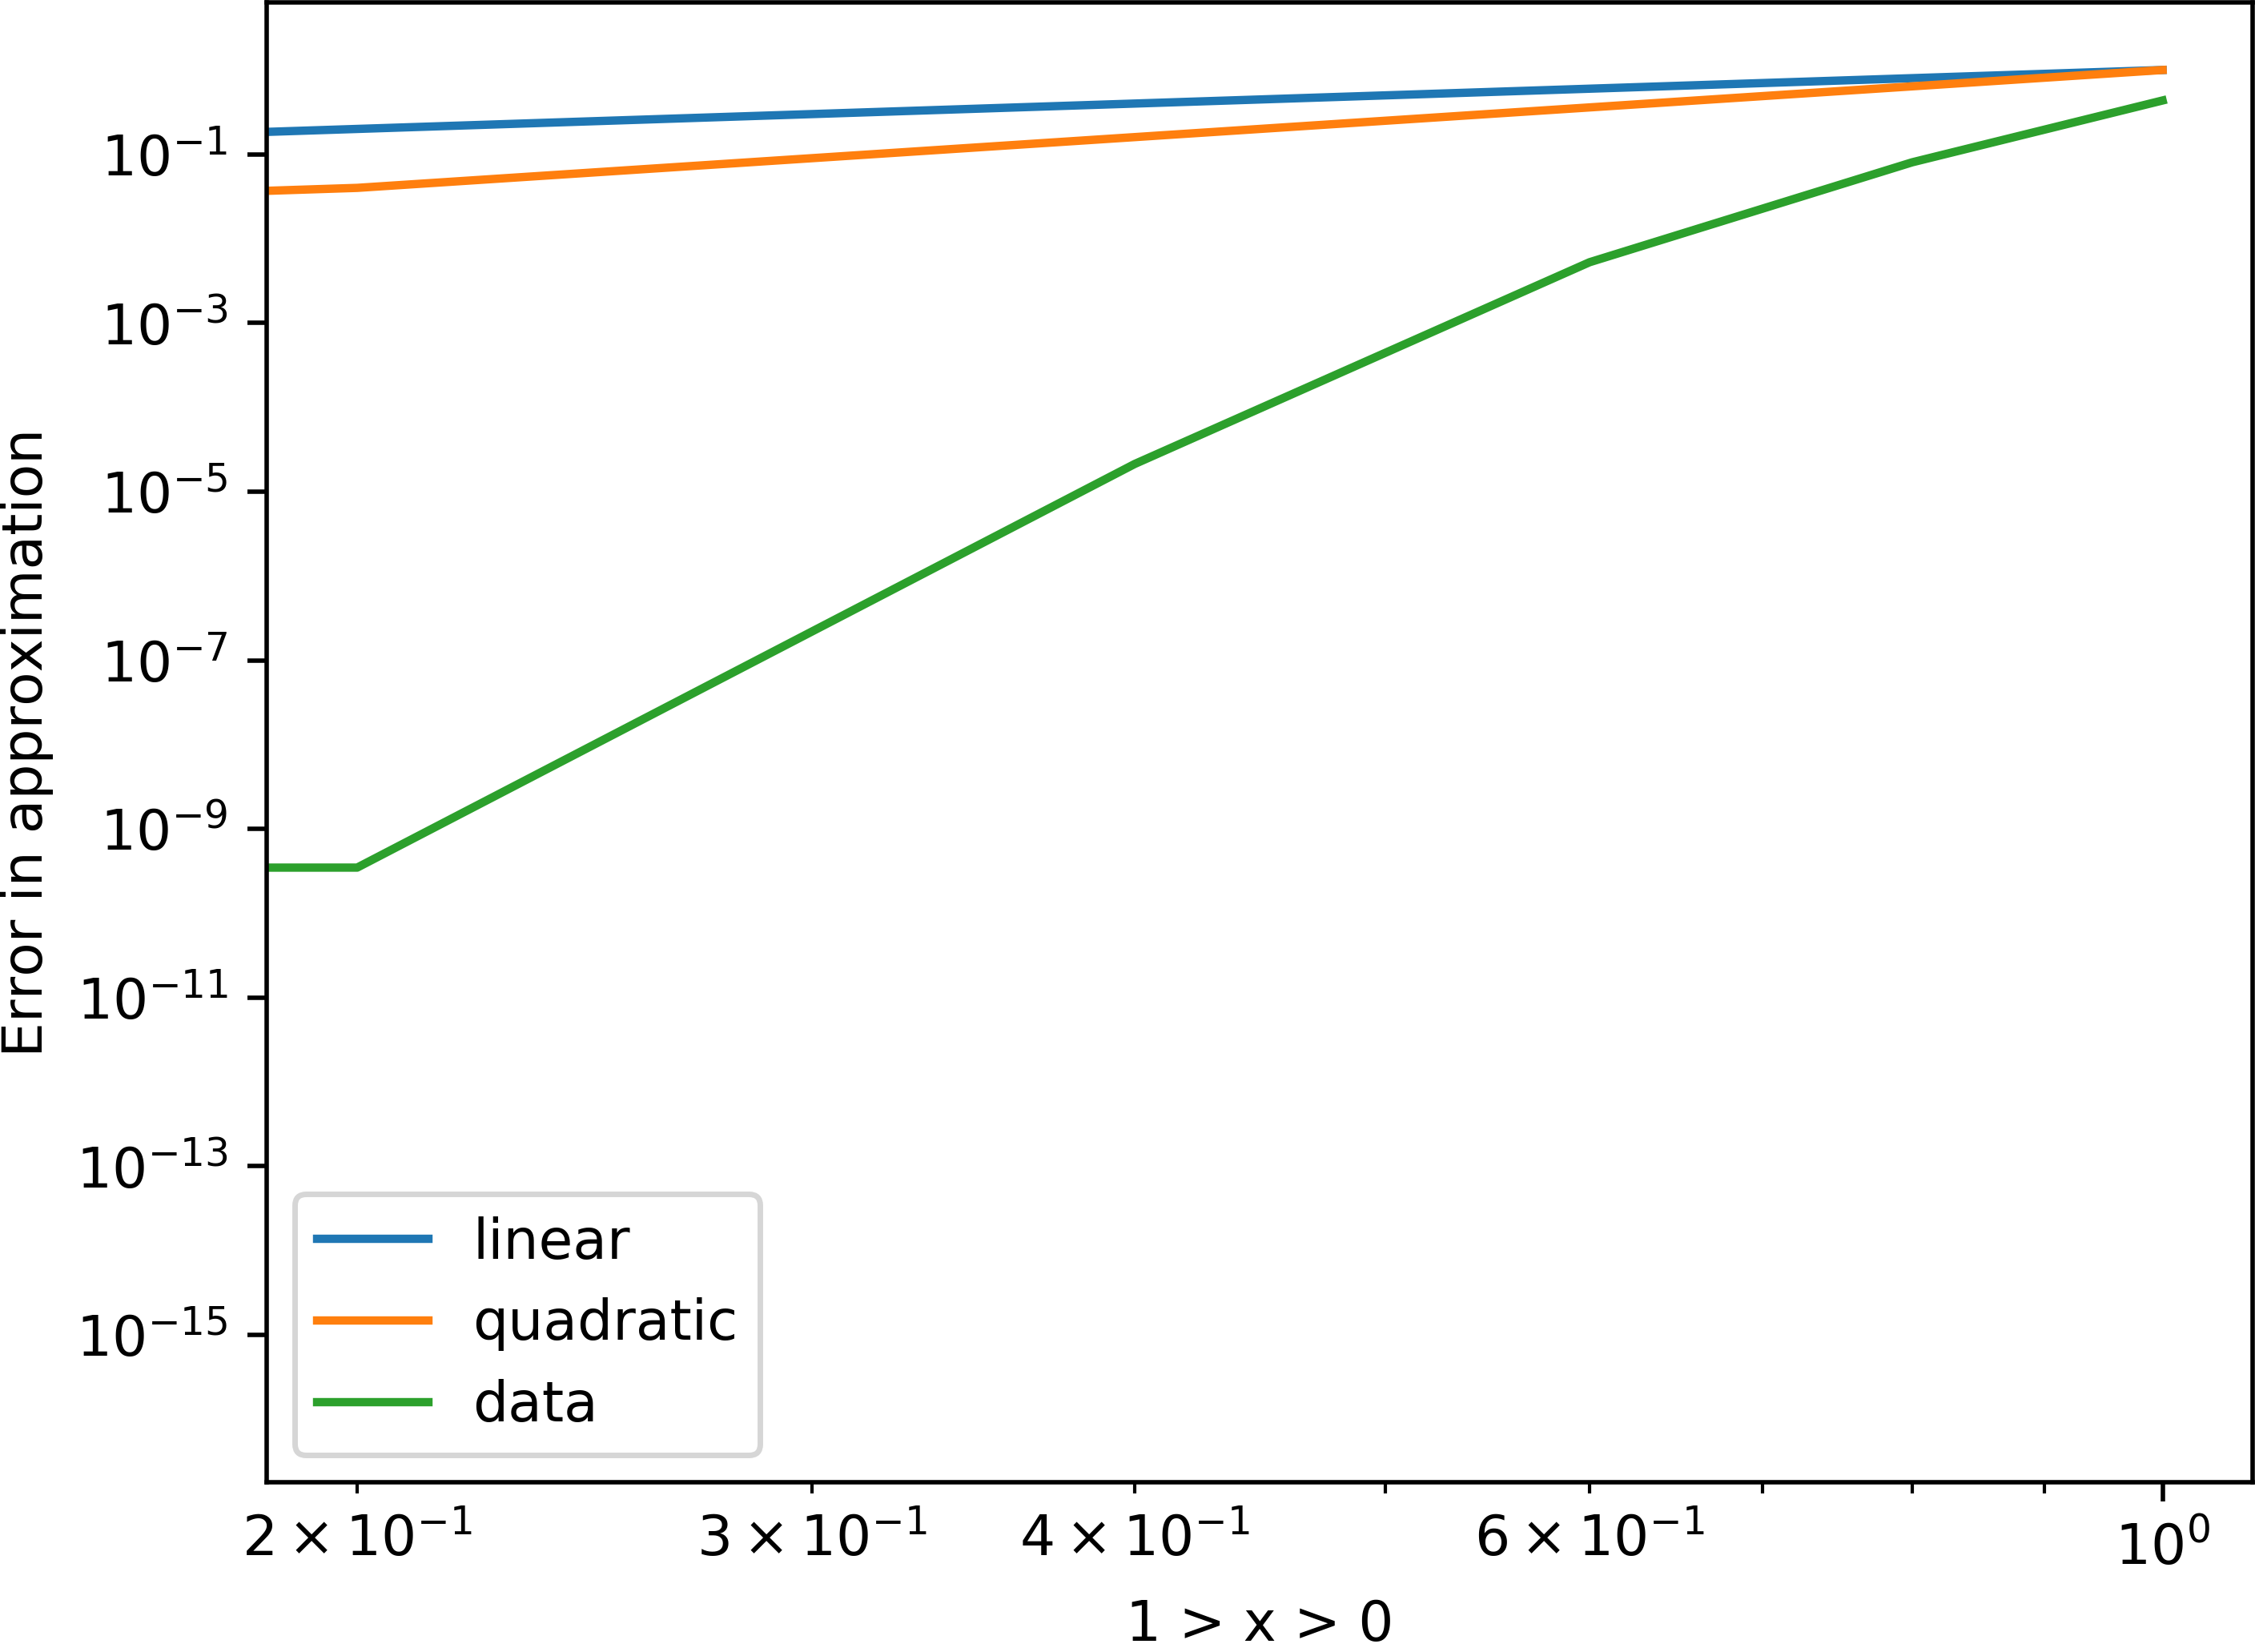 Error in approximation
10⁻¹
10⁻³
10⁻⁵
10⁻⁷
10⁻⁹
10⁻¹¹
10⁻¹³
10⁻¹⁵
linear
quadratic
data
2 × 10⁻¹ 3 × 10⁻¹ 4 × 10⁻¹ 6 × 10⁻¹ 10⁰
1 > x > 0